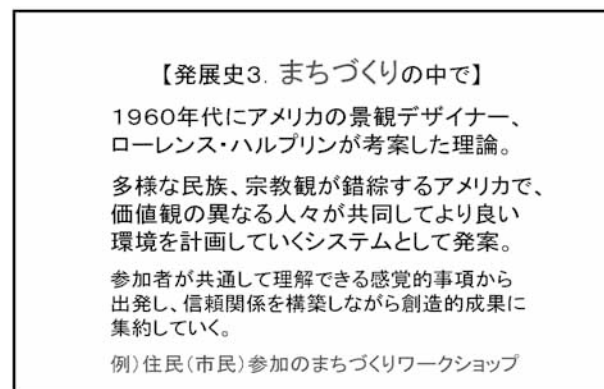 【発展史3．まちづくりの中で】
1960年代にアメリカの景観デザイナー、
ローレンス・ハルプリンが考案した理論。
多様な民族、宗教観が錯綜するアメリカで、
価値観の異なる人々が共同してより良い
環境を計画していくシステムとして発案。
参加者が共通して理解できる感覚的事項から
出発し、信頼関係を構築しながら創造的成果に
集約していく。
例）住民（市民）参加のまちづくりワークショップ